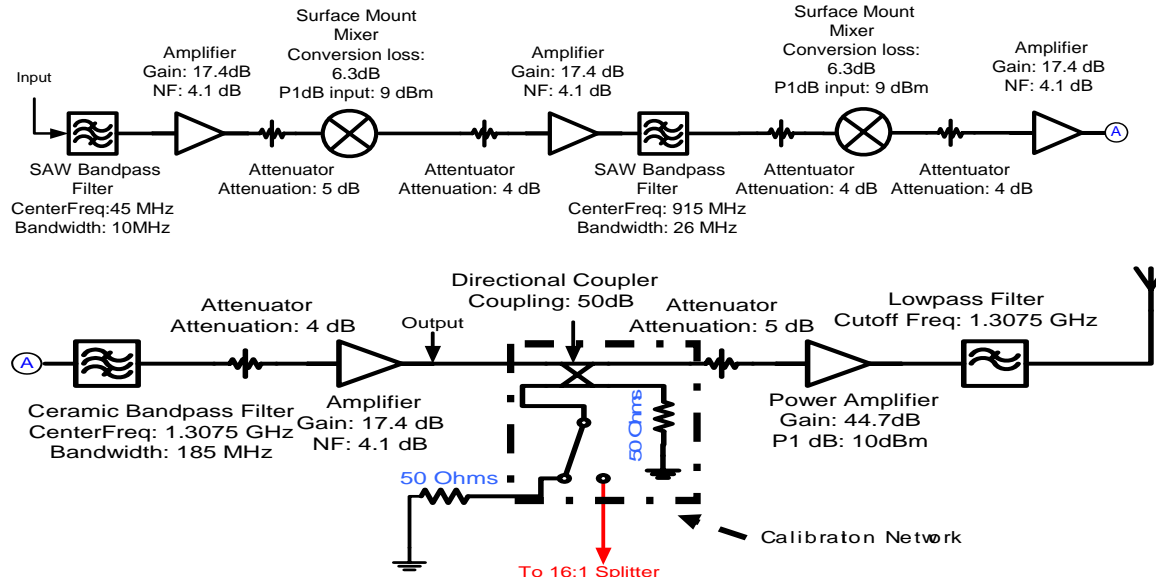 Input
SAW Bandpass
Filter
CenterFreq:45 MHz
Bandwidth: 10MHz
Amplifier
Gain: 17.4dB
NF: 4.1 dB
Attenuator
Attenuation: 5 dB
Surface Mount
Mixer
Conversion loss:
6.3dB
P1dB input: 9 dBm
Attenuator
Attenuation: 4 dB
Amplifier
Gain: 17.4 dB
NF: 4.1 dB
SAW Bandpass
Filter
CenterFreq: 915 MHz
Bandwidth: 26 MHz
Attenuator
Attenuation: 4 dB
Surface Mount
Mixer
Conversion loss:
6.3dB
P1dB input: 9 dBm
Attenuator
Attenuation: 4 dB
Amplifier
Gain: 17.4 dB
NF: 4.1 dB
A
A
Ceramic Bandpass Filter
CenterFreq: 1.3075 GHz
Bandwidth: 185 MHz
Attenuator
Attenuation: 4 dB
Amplifier
Gain: 17.4 dB
NF: 4.1 dB
Output
Directional Coupler
Coupling: 50dB
50 Ohms
50 Ohms
To 16:1 Splitter
Calibraton Network
Attenuator
Attenuation: 5 dB
Power Amplifier
Gain: 44.7dB
P1 dB: 10dBm
Lowpass Filter
Cutoff Freq: 1.3075 GHz